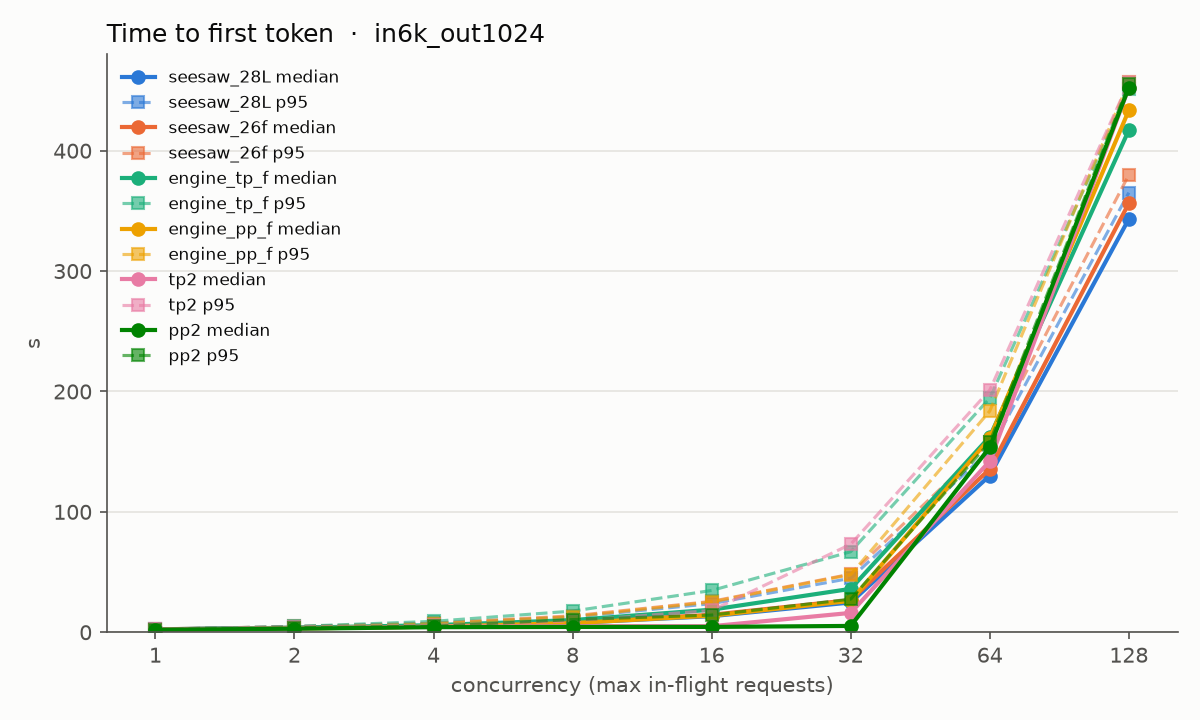 Time to first token · in6k_out1024
seesaw_28L median
seesaw_28L p95
seesaw_26f median
seesaw_26f p95
engine_tp_f median
engine_tp_f p95
engine_pp_f median
engine_pp_f p95
tp2 median
tp2 p95
pp2 median
pp2 p95
400
300
200
100
0
s
1 2 4 8 16 32 64 128
concurrency (max in-flight requests)